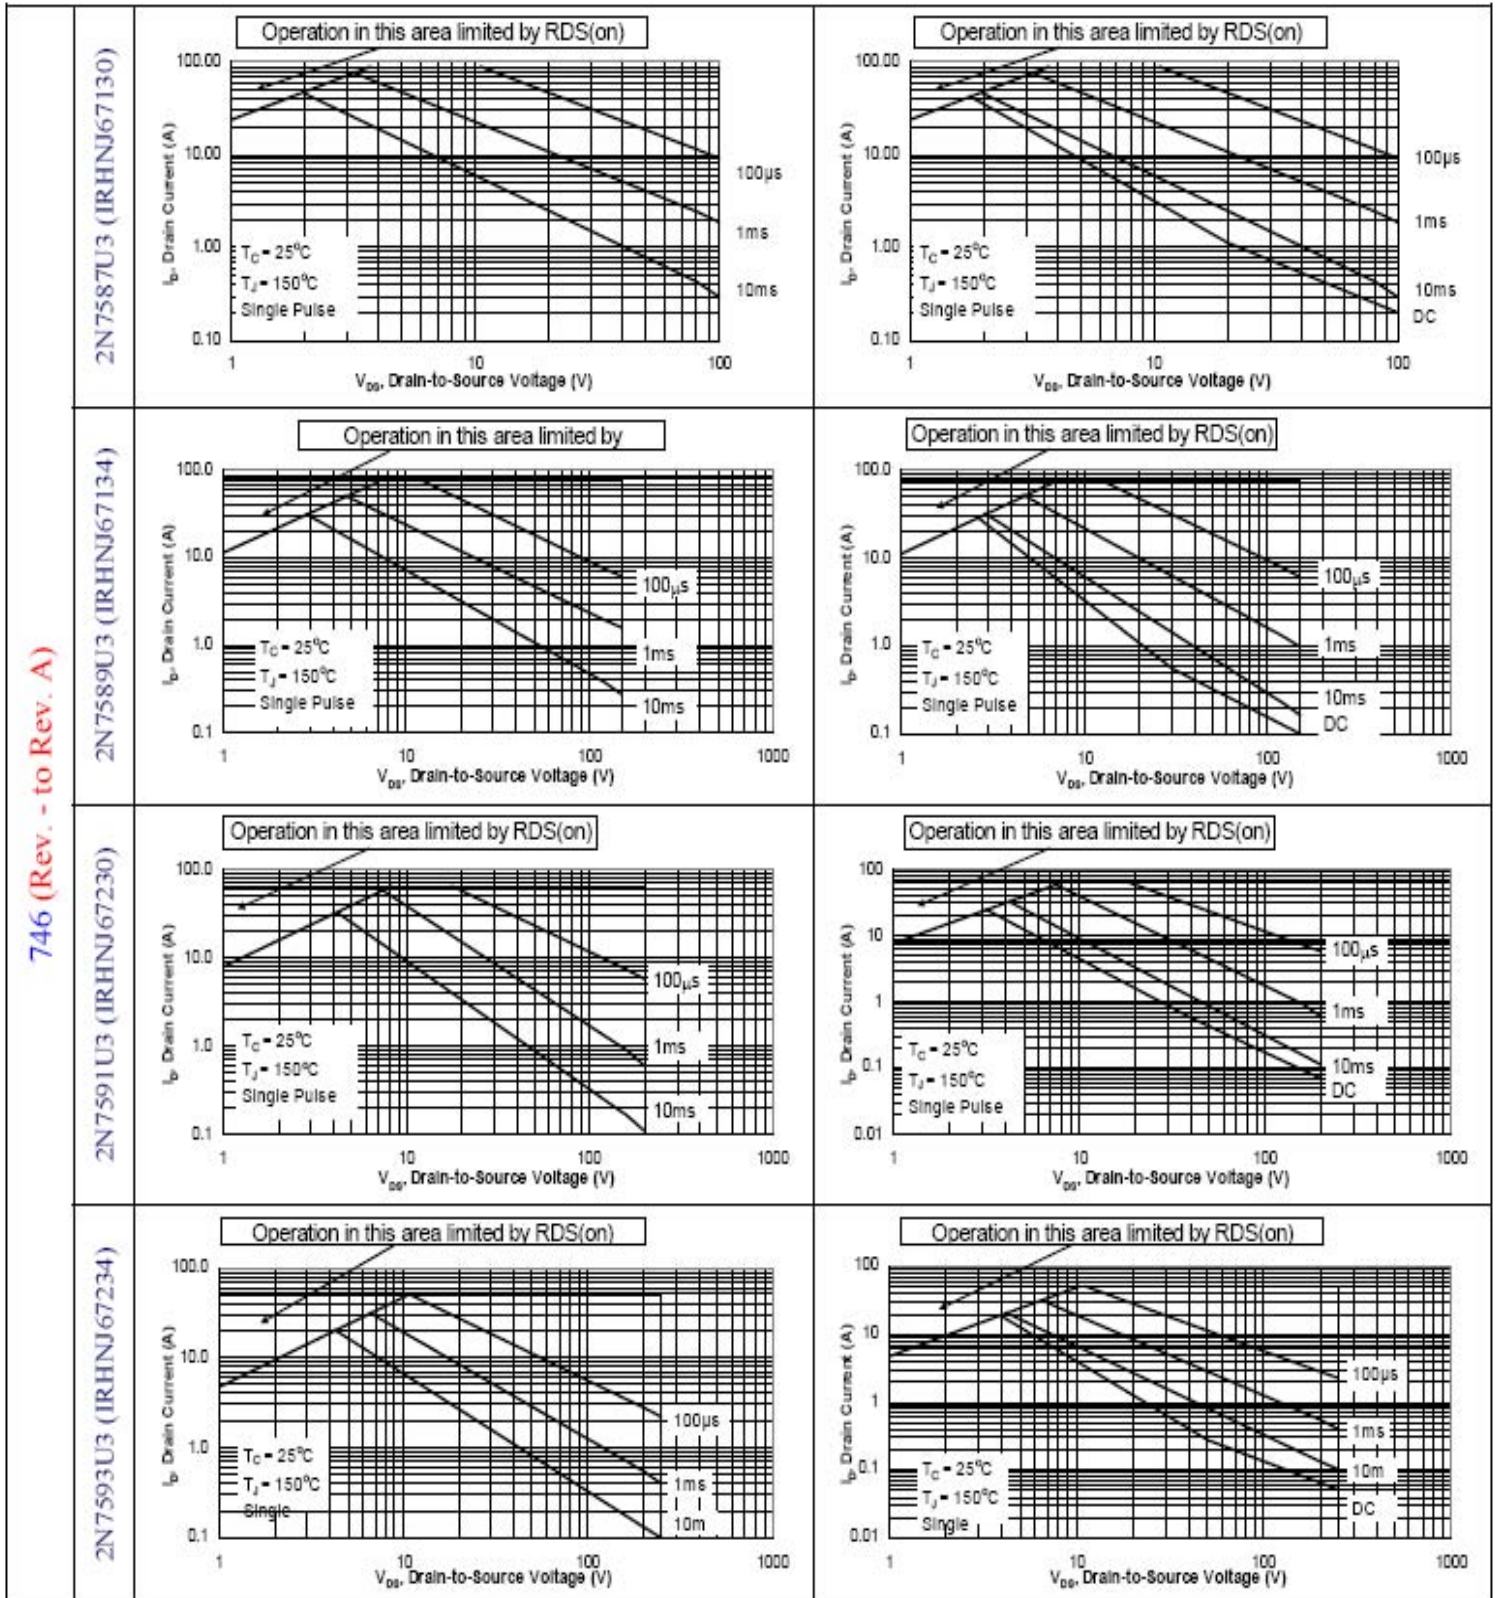 746 (Rev. - to Rev. A)
2N7587U3 (IRHNJ67130)
Operation in this area limited by RDS(on)
100.00
10.00
1.00
0.10
ID, Drain Current (A)
TC = 25°C
TJ = 150°C
Single Pulse
100µs
1ms
10ms
1 10 100
VDS, Drain-to-Source Voltage (V)
Operation in this area limited by RDS(on)
100.00
10.00
1.00
0.10
ID, Drain Current (A)
TC = 25°C
TJ = 150°C
Single Pulse
100µs
1ms
10ms
DC
1 10 100
VDS, Drain-to-Source Voltage (V)
2N7589U3 (IRHNJ67134)
Operation in this area limited by
100.0
10.0
1.0
0.1
ID, Drain Current (A)
TC = 25°C
TJ = 150°C
Single Pulse
100µs
1ms
10ms
1 10 100 1000
VDS, Drain-to-Source Voltage (V)
Operation in this area limited by RDS(on)
100.0
10.0
1.0
0.1
ID, Drain Current (A)
TC = 25°C
TJ = 150°C
Single Pulse
100µs
1ms
10ms
DC
1 10 100 1000
VDS, Drain-to-Source Voltage (V)
2N7591U3 (IRHNJ67230)
Operation in this area limited by RDS(on)
100.0
10.0
1.0
0.1
ID, Drain Current (A)
TC = 25°C
TJ = 150°C
Single Pulse
100µs
1ms
10ms
1 10 100 1000
VDS, Drain-to-Source Voltage (V)
Operation in this area limited by RDS(on)
100
10
1
0.1
0.01
ID, Drain Current (A)
TC = 25°C
TJ = 150°C
Single Pulse
100µs
1ms
10ms
DC
1 10 100 1000
VDS, Drain-to-Source Voltage (V)
2N7593U3 (IRHNJ67234)
Operation in this area limited by RDS(on)
100.0
10.0
1.0
0.1
ID, Drain Current (A)
TC = 25°C
TJ = 150°C
Single
100µs
1ms
10m
1 10 100 1000
VDS, Drain-to-Source Voltage (V)
Operation in this area limited by RDS(on)
100
10
1
0.1
0.01
ID, Drain Current (A)
TC = 25°C
TJ = 150°C
Single
100µs
1ms
10m
DC
1 10 100 1000
VDS, Drain-to-Source Voltage (V)